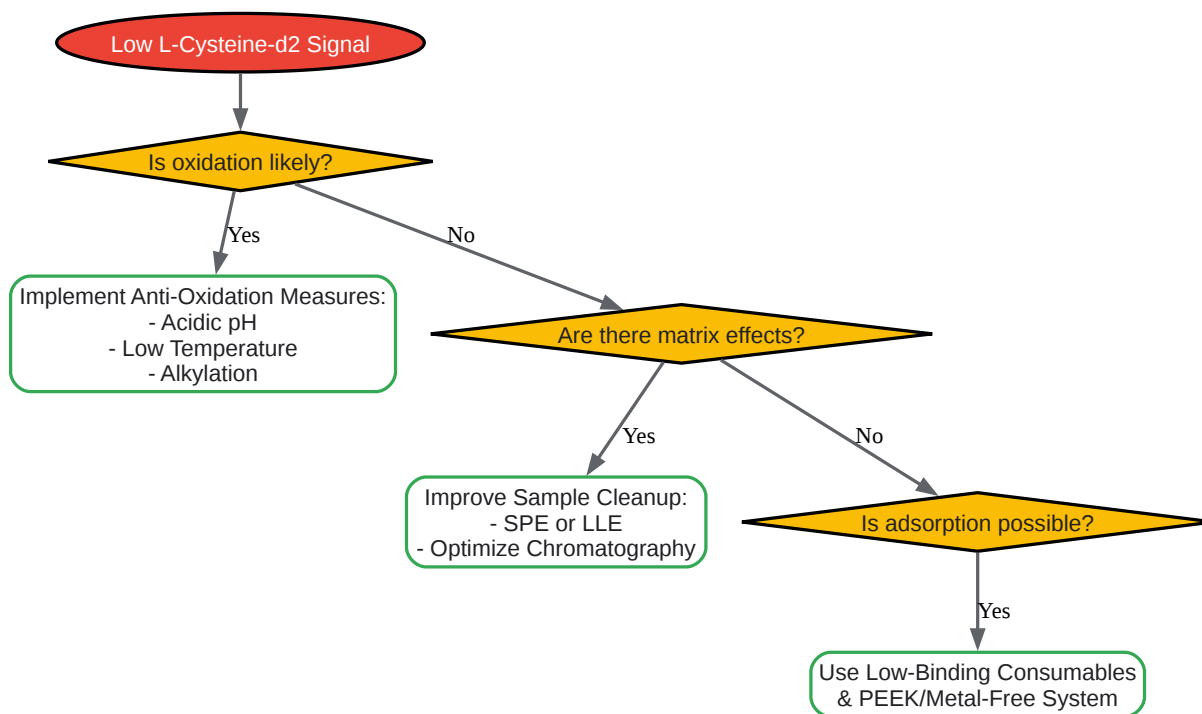 Low L-Cysteine-d2 Signal
Is oxidation likely?
Yes
No
Implement Anti-Oxidation Measures:
- Acidic pH
- Low Temperature
- Alkylation
Are there matrix effects?
Yes
No
Improve Sample Cleanup:
- SPE or LLE
- Optimize Chromatography
Is adsorption possible?
Yes
Use Low-Binding Consumables
& PEEK/Metal-Free System